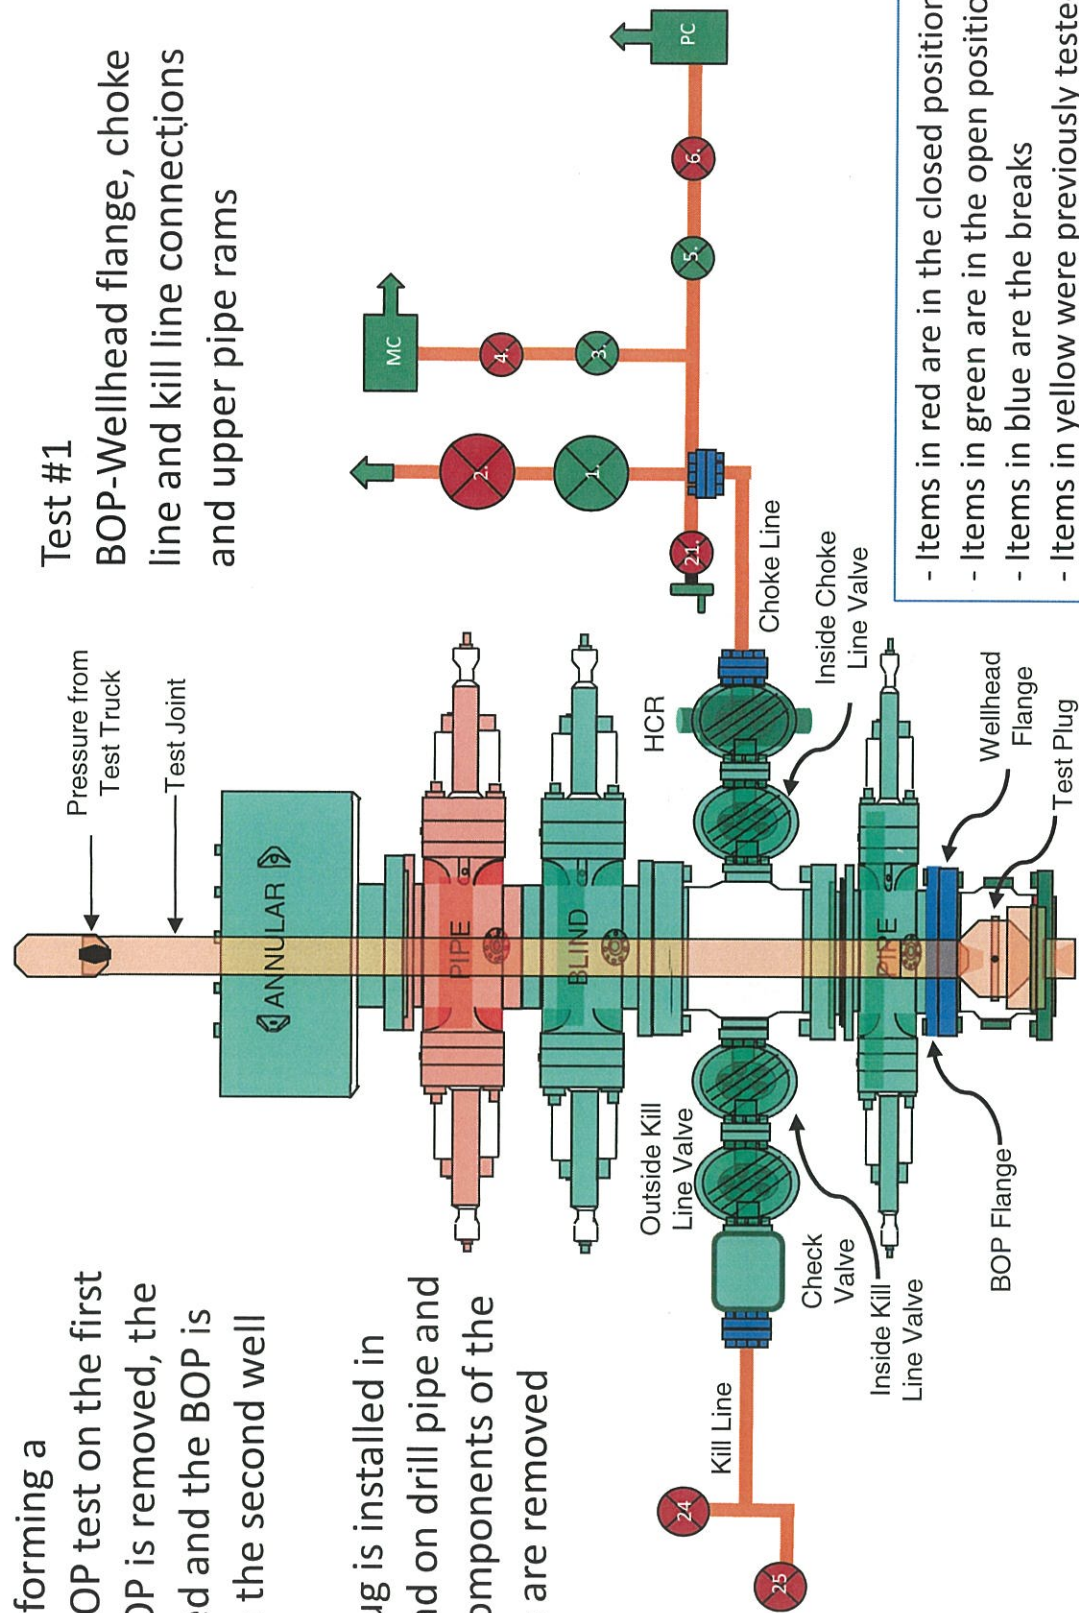 forming a
OP test on the first
OP is removed, the
ed and the BOP is
the second well
ug is installed in
nd on drill pipe and
omponents of the
are removed
Test #1
BOP-Wellhead flange, choke
line and kill line connections
and upper pipe rams
Pressure from
Test Truck
Test Joint
ANNULAR
PIPE
BLIND
PIPE
Outside Kill
Line Valve
Check
Valve
Inside Kill
Line Valve
Kill Line
24
25
BOP Flange
HCR
Inside Choke
Line Valve
Choke Line
Wellhead
Flange
Test Plug
MC
PC
1.
2.
3.
4.
5.
6.
21.
- Items in red are in the closed position
- Items in green are in the open positio
- Items in blue are the breaks
- Items in yellow were previously teste